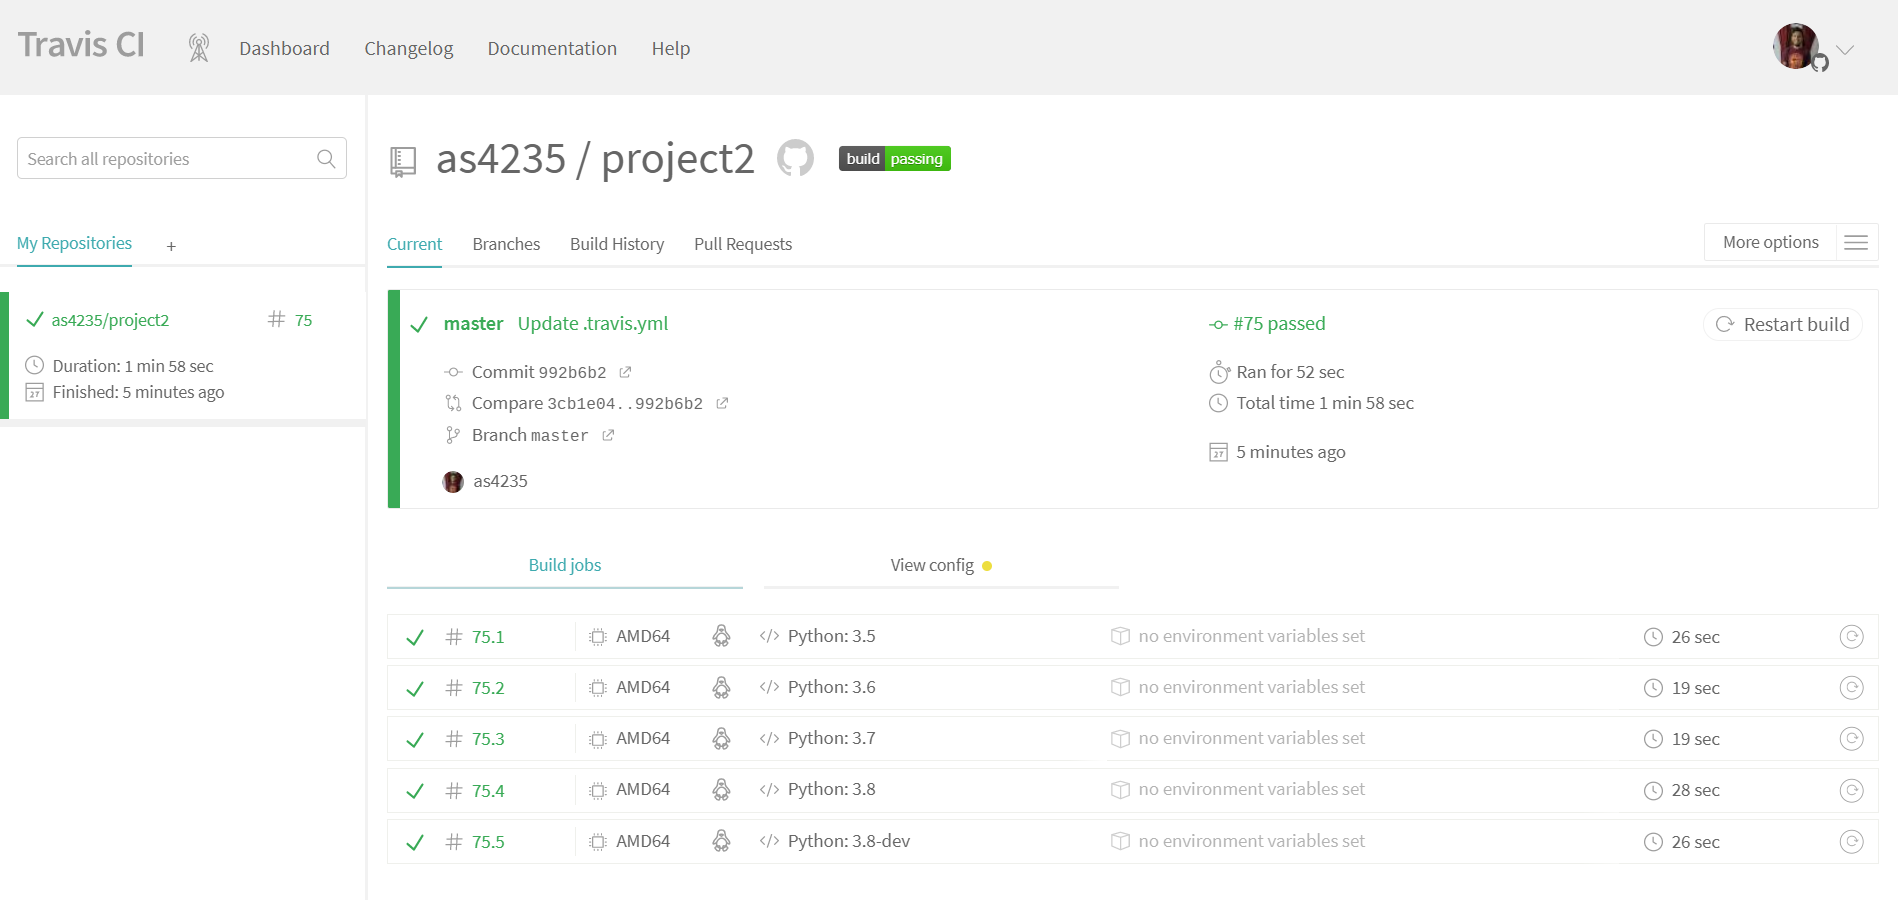 Travis CI Dashboard Changelog Documentation Help
Search all repositories
My Repositories +
as4235/project2 75
Duration: 1 min 58 sec
27 Finished: 5 minutes ago
as4235 / project2 build passing
Current Branches Build History Pull Requests More options
master Update .travis.yml
Commit 992b6b2
Compare 3cb1e04..992b6b2
Branch master
as4235
#75 passed
Ran for 52 sec
Total time 1 min 58 sec
27 5 minutes ago
Restart build
Build jobs View config
# 75.1 AMD64 </> Python: 3.5 no environment variables set 26 sec
# 75.2 AMD64 </> Python: 3.6 no environment variables set 19 sec
# 75.3 AMD64 </> Python: 3.7 no environment variables set 19 sec
# 75.4 AMD64 </> Python: 3.8 no environment variables set 28 sec
# 75.5 AMD64 </> Python: 3.8-dev no environment variables set 26 sec